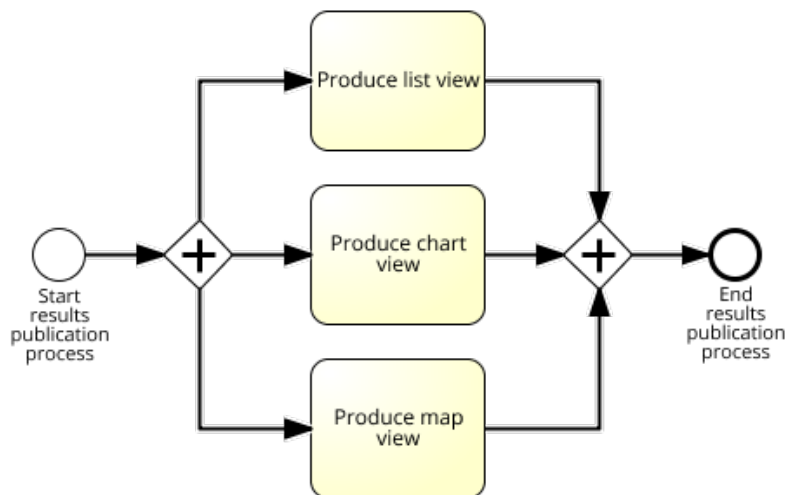 Produce list view
Produce chart
view
Start
results
publication
process
End
results
publication
process
Produce map
view